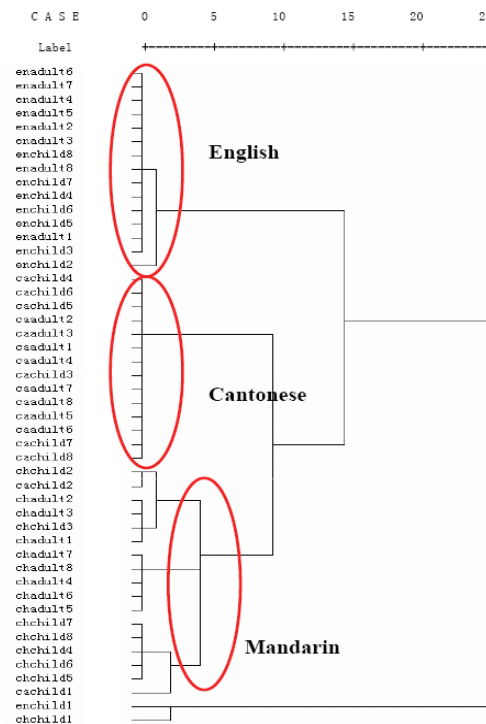 C A S E 0 5 10 15 20 25
Label
enadult6
enadult7
enadult4
enadult5
enadult2
enadult3
enchild8
enadult8
English
enchild7
enchild4
enchild6
enchild5
enadult1
enchild3
enchild2
cachild4
cachild6
cachild5
caadult2
caadult3
caadult1
caadult4
cachild3
caadult7
Cantonese
caadult8
caadult5
caadult6
cachild7
cachild8
chchild2
cachild2
chadult2
chadult3
chchild3
chadult1
chadult7
chadult8
chadult4
chadult6
chadult5
chchild7
chchild8
Mandarin
chchild4
chchild6
chchild5
cachild1
enchild1
chchild1